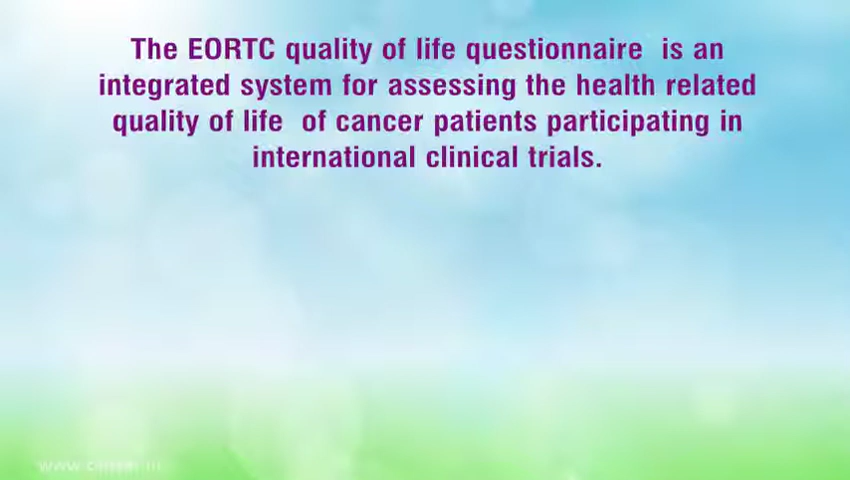 The EORTC quality of life questionnaire is an
integrated system for assessing the health related
quality of life of cancer patients participating in
international clinical trials.